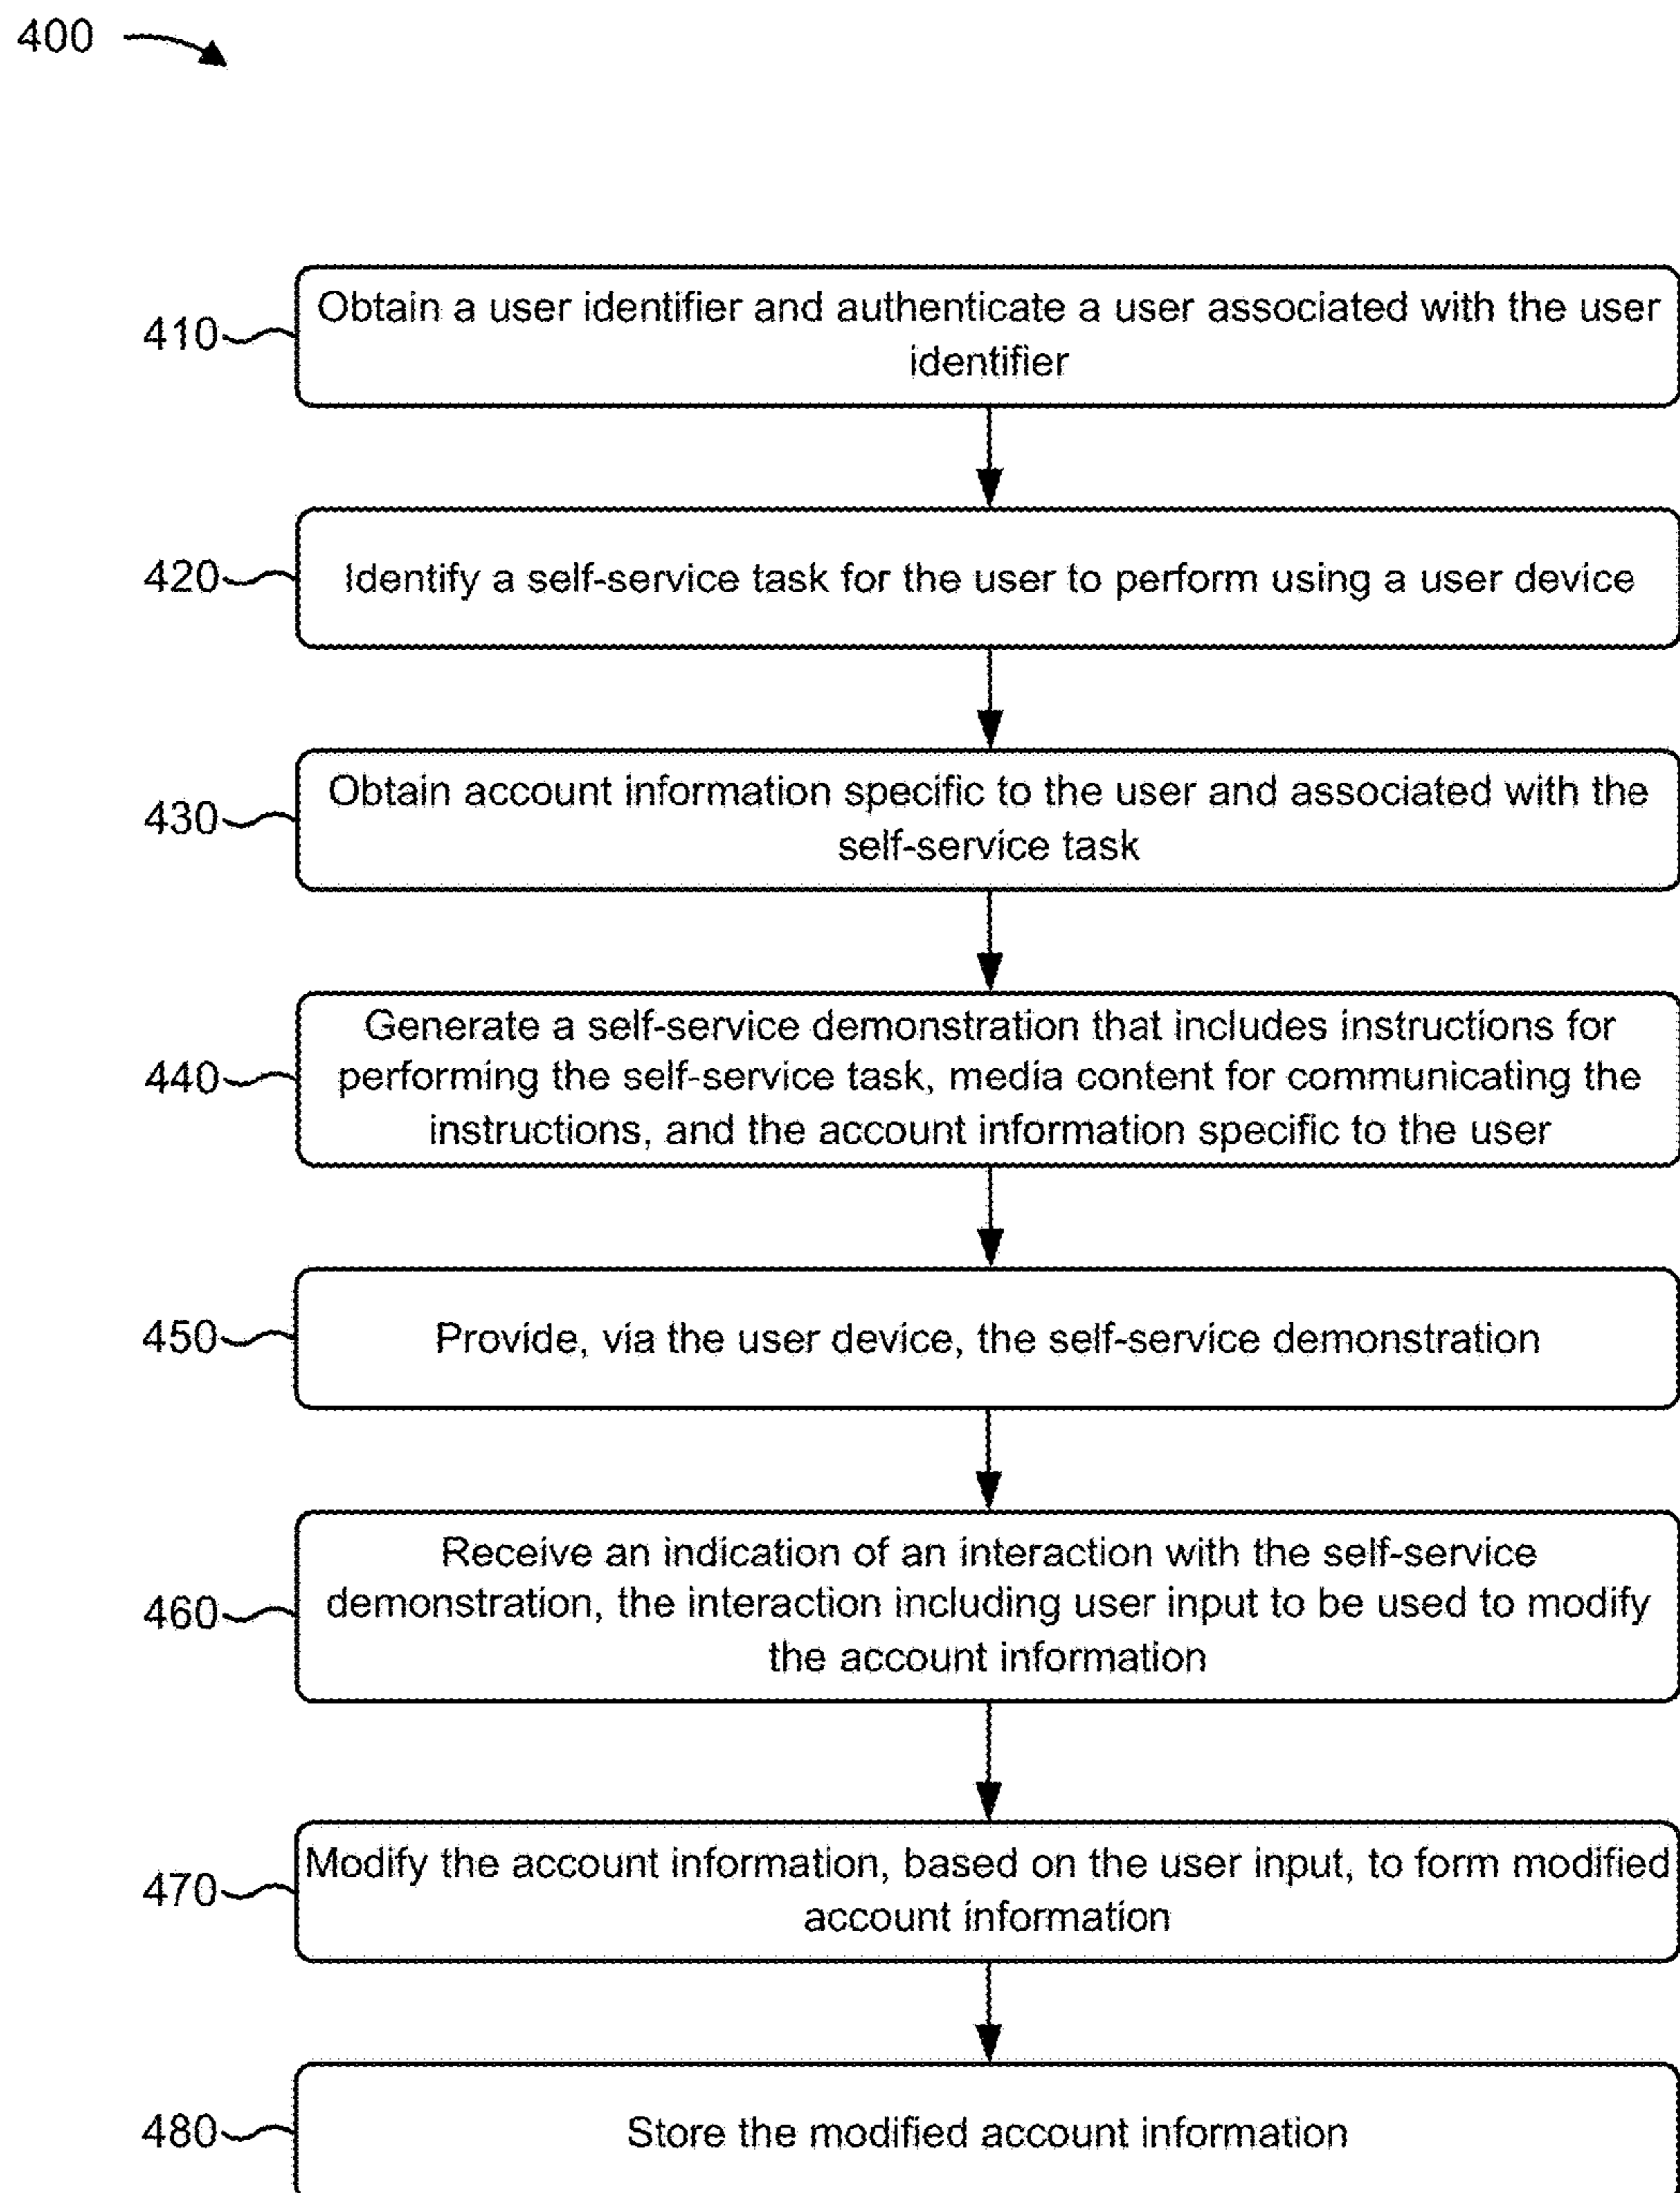 400
410
Obtain a user identifier and authenticate a user associated with the user
identifier
420
Identify a self-service task for the user to perform using a user device
430
Obtain account information specific to the user and associated with the
self-service task
440
Generate a self-service demonstration that includes instructions for
performing the self-service task, media content for communicating the
instructions, and the account information specific to the user
450
Provide, via the user device, the self-service demonstration
460
Receive an indication of an interaction with the self-service
demonstration, the interaction including user input to be used to modify
the account information
470
Modify the account information, based on the user input, to form modified
account information
480
Store the modified account information